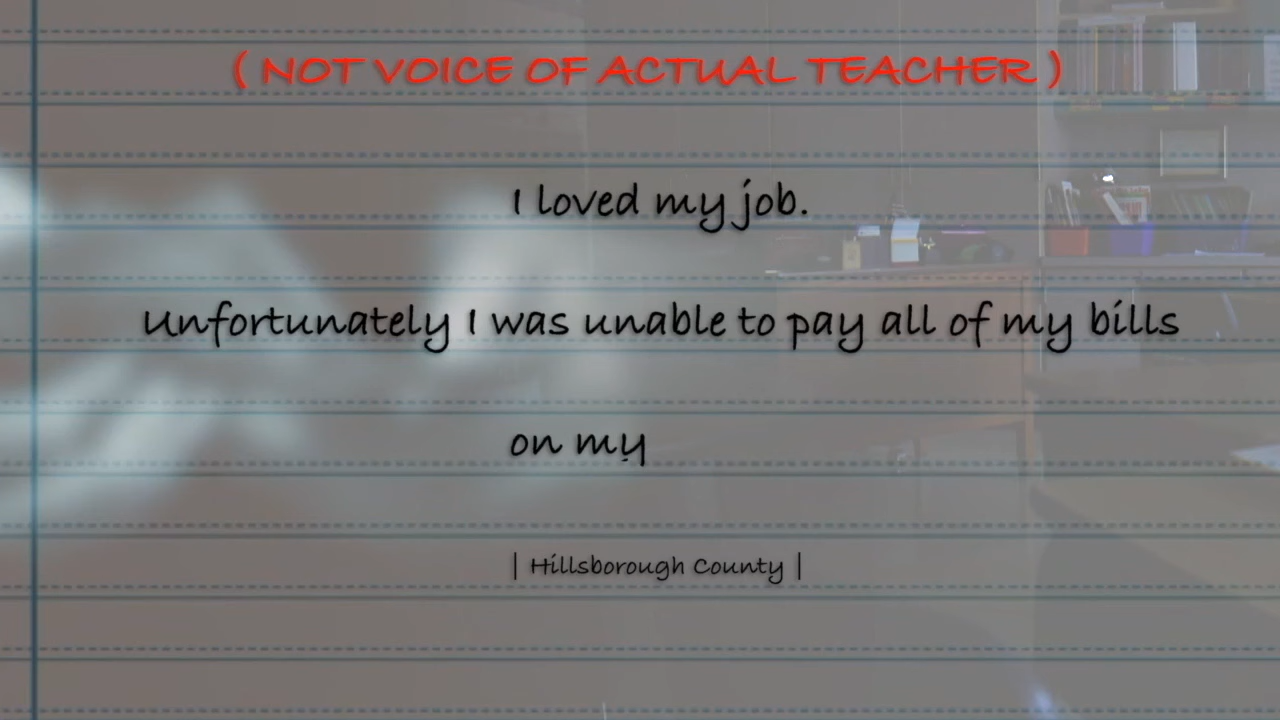 ( NOT VOICE OF ACTUAL TEACHER )
I loved my job.
Unfortunately I was unable to pay all of my bills
on my
| Hillsborough County |